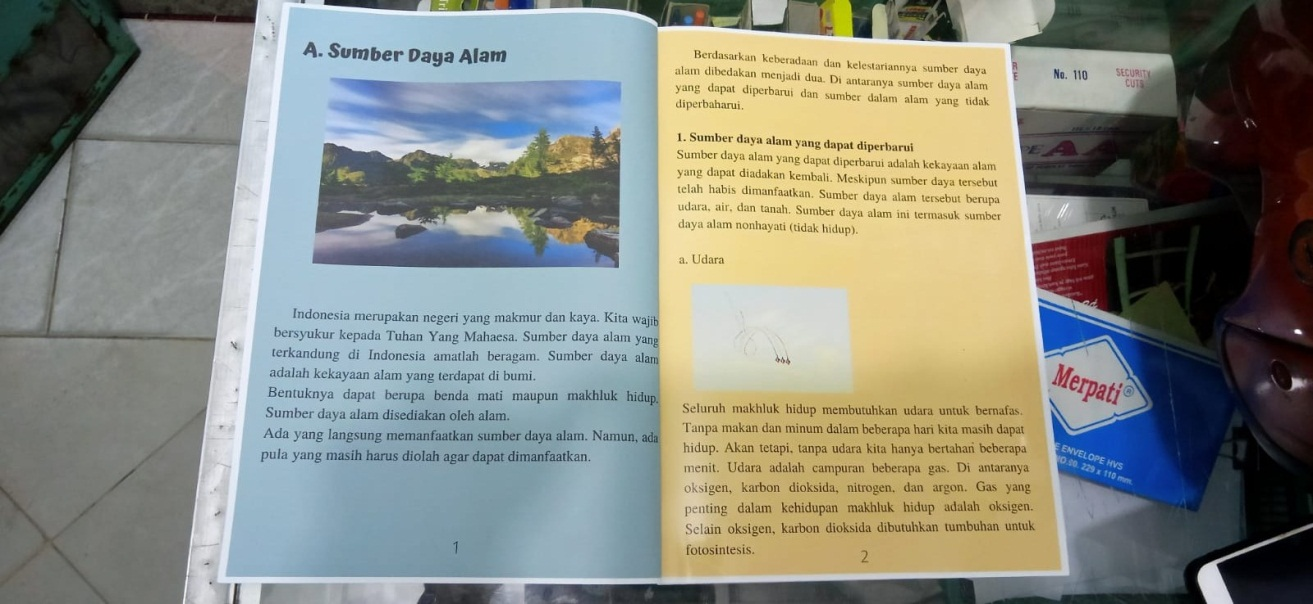 A. Sumber Daya Alam
Indonesia merupakan negeri yang makmur dan kaya. Kita wajib
bersyukur kepada Tuhan Yang Mahaesa. Sumber daya alam yang
terkandung di Indonesia amatlah beragam. Sumber daya alam
adalah kekayaan alam yang terdapat di bumi.
Bentuknya dapat berupa benda mati maupun makhluk hidup.
Sumber daya alam disediakan oleh alam.
Ada yang langsung memanfaatkan sumber daya alam. Namun, ada
pula yang masih harus diolah agar dapat dimanfaatkan.
1
Berdasarkan keberadaan dan kelestariannya sumber daya
alam dibedakan menjadi dua. Di antaranya sumber daya alam
yang dapat diperbarui dan sumber dalam alam yang tidak
diperbaharui.
1. Sumber daya alam yang dapat diperbarui
Sumber daya alam yang dapat diperbarui adalah kekayaan alam
yang dapat diadakan kembali. Meskipun sumber daya tersebut
telah habis dimanfaatkan. Sumber daya alam tersebut berupa
udara, air, dan tanah. Sumber daya alam ini termasuk sumber
daya alam nonhayati (tidak hidup).
a. Udara
Seluruh makhluk hidup membutuhkan udara untuk bernafas.
Tanpa makan dan minum dalam beberapa hari kita masih dapat
hidup. Akan tetapi, tanpa udara kita hanya bertahan beberapa
menit. Udara adalah campuran beberapa gas. Di antaranya
oksigen, karbon dioksida, nitrogen, dan argon. Gas yang
penting dalam kehidupan makhluk hidup adalah oksigen.
Selain oksigen, karbon dioksida dibutuhkan tumbuhan untuk
fotosintesis.
2
No. 110
SECURITY
CUTS
Merpati®
ENVELOPE HVS
229 x 110 mm